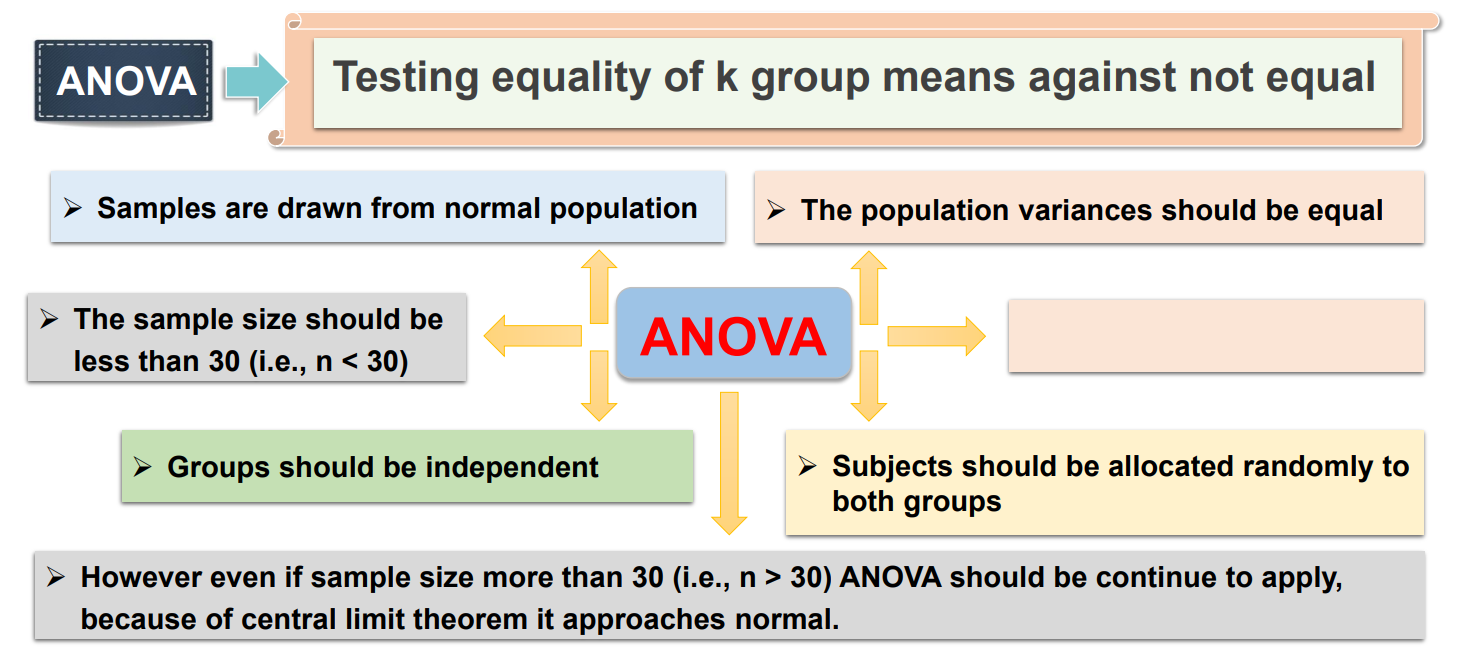 ANOVA
Testing equality of k group means against not equal
➢ Samples are drawn from normal population
➢ The population variances should be equal
➢ The sample size should be
less than 30 (i.e., n < 30)
ANOVA
➢ Groups should be independent
➢ Subjects should be allocated randomly to
both groups
➢ However even if sample size more than 30 (i.e., n > 30) ANOVA should be continue to apply,
because of central limit theorem it approaches normal.